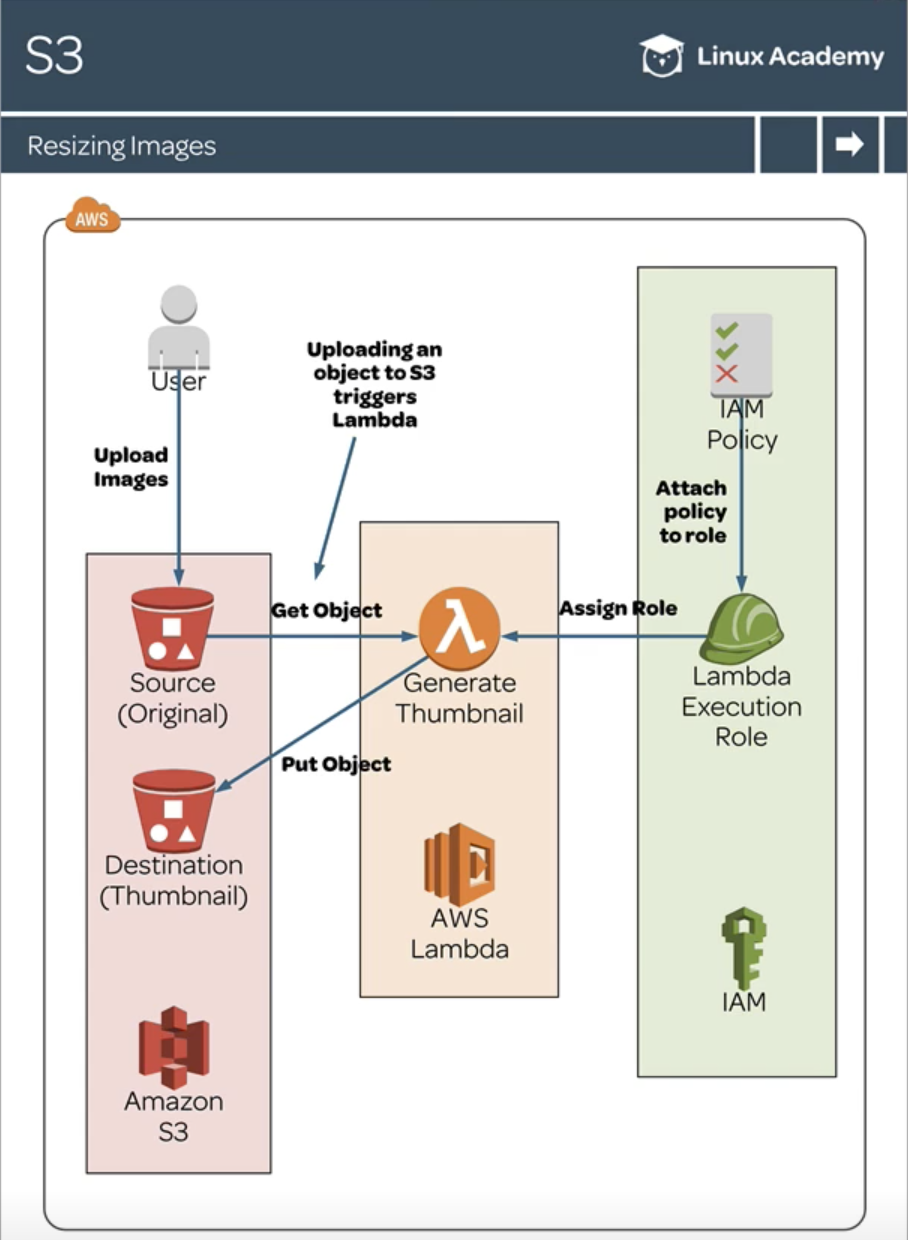 S3
Linux Academy
Resizing Images
AWS
User
Uploading an
object to S3
triggers
Lambda
Upload
Images
IAM
Policy
Attach
policy
to role
Get Object
Assign Role
Source
(Original)
λ
Generate
Thumbnail
Lambda
Execution
Role
Put Object
Destination
(Thumbnail)
AWS
Lambda
IAM
Amazon
S3